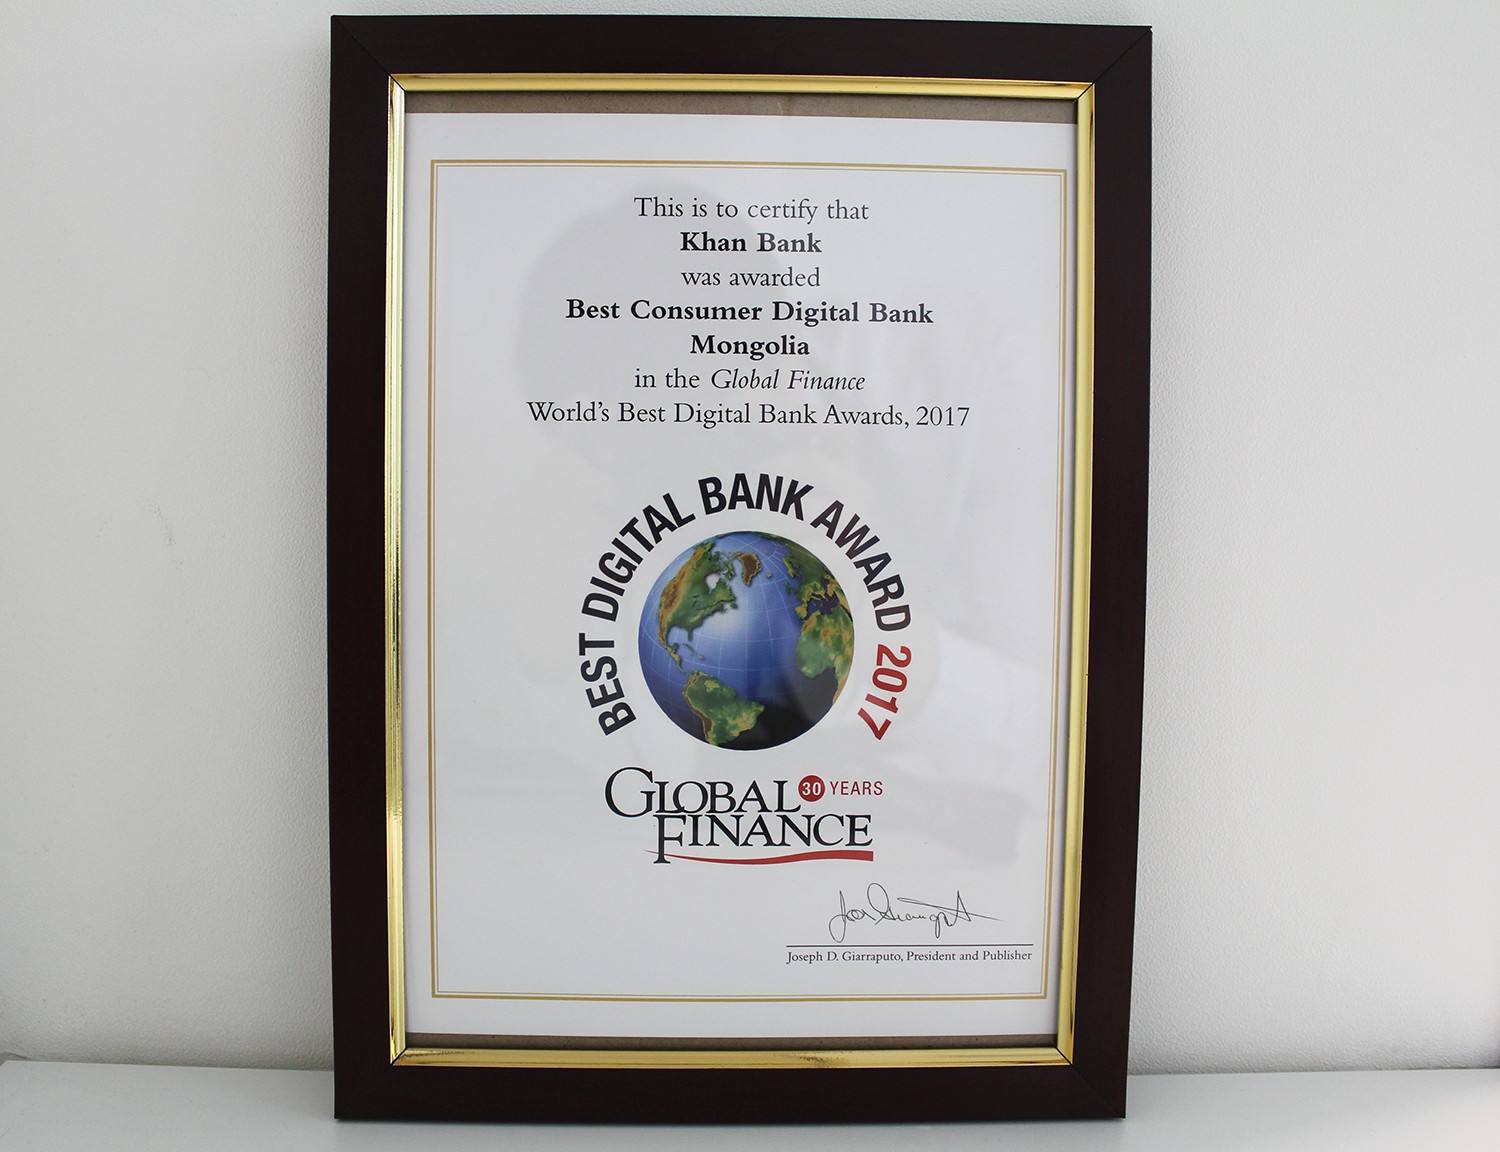 This is to certify that
Khan Bank
was awarded
Best Consumer Digital Bank
Mongolia
in the Global Finance
World's Best Digital Bank Awards, 2017
BEST DIGITAL BANK AWARD 2017
GLOBAL 30 YEARS
FINANCE
Joseph D. Giarraputo, President and Publisher